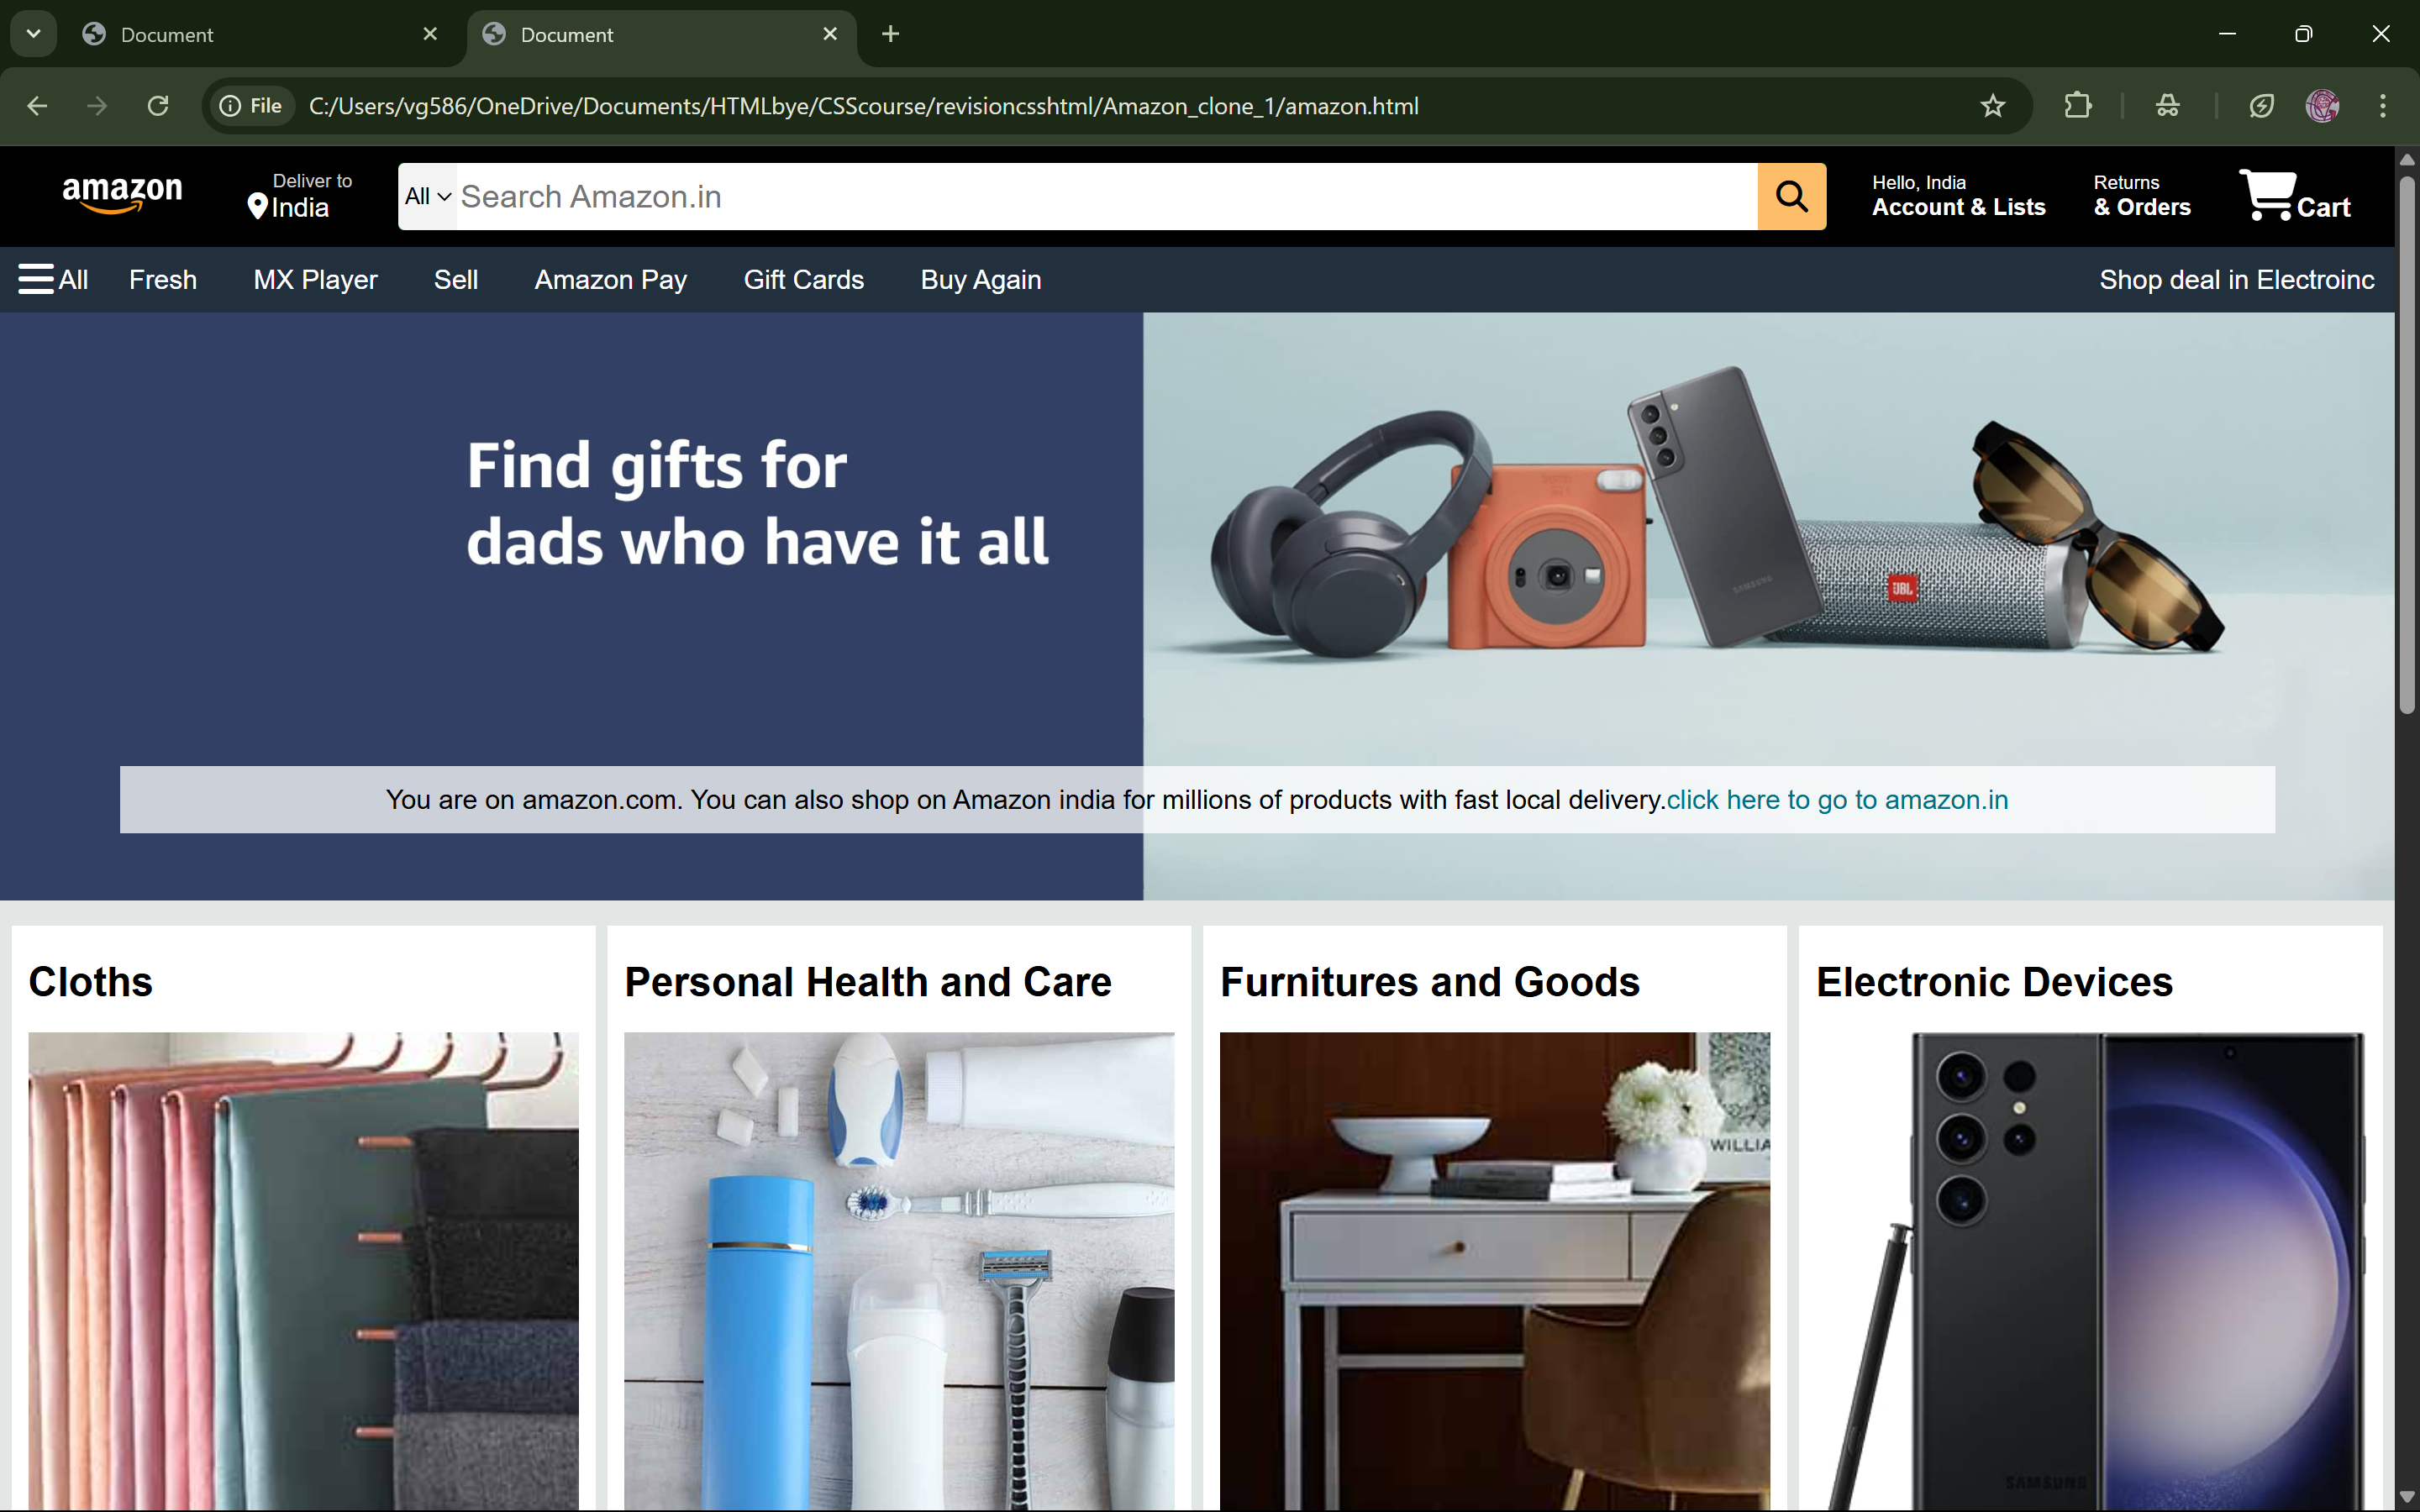 Document
Document
File C:/Users/vg586/OneDrive/Documents/HTMLbye/CSScourse/revisioncsshtml/Amazon_clone_1/amazon.html
amazon
Deliver to
India
All
Search Amazon.in
Hello, India
Account & Lists
Returns
& Orders
Cart
All Fresh MX Player Sell Amazon Pay Gift Cards Buy Again Shop deal in Electroinc
Find gifts for
dads who have it all
SAMSUNG
JBL
You are on amazon.com. You can also shop on Amazon india for millions of products with fast local delivery.click here to go to amazon.in
Cloths
Personal Health and Care
Furnitures and Goods
Electronic Devices
WILLIA
SAMSUNG